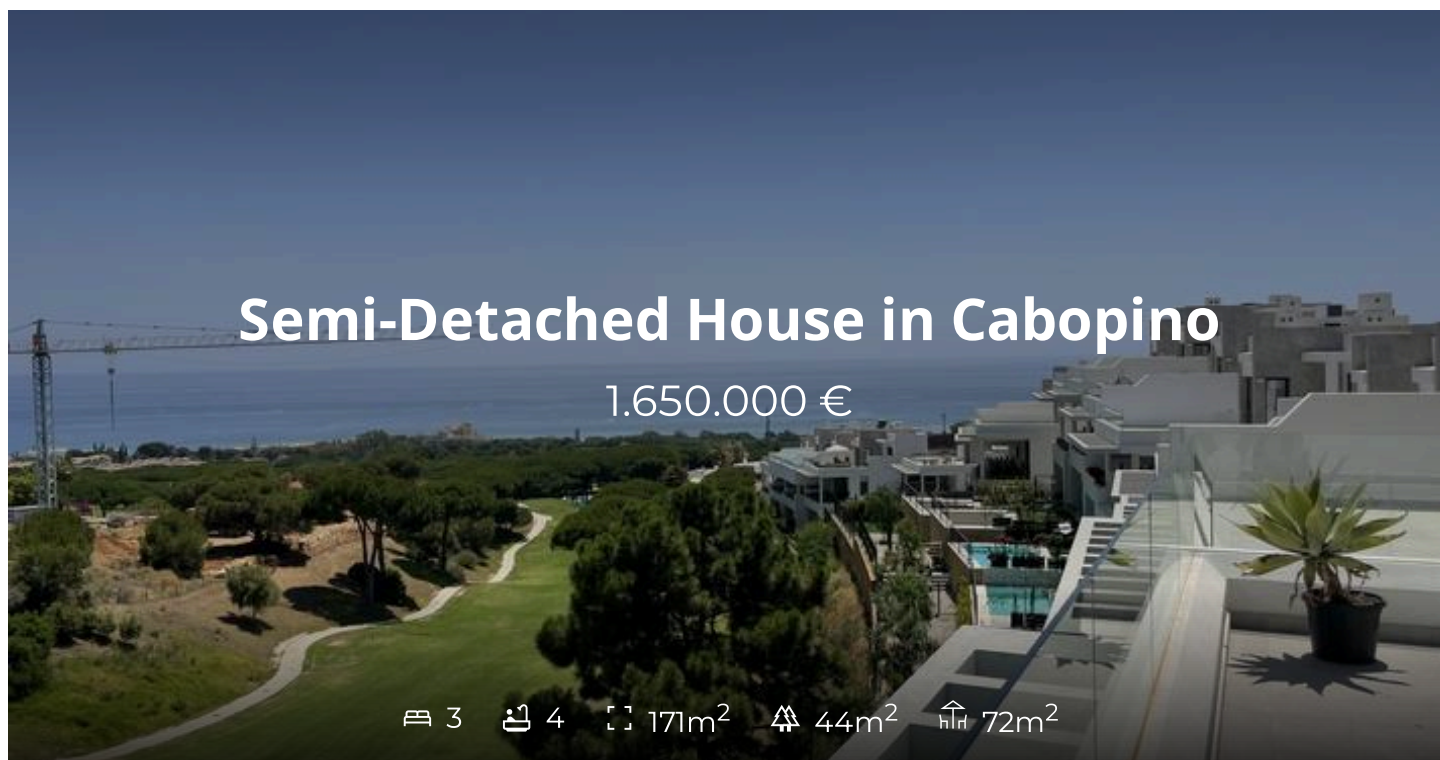 Semi-Detached House in Cabopino
1.650.000 €
3 4 171m² 44m² 72m²